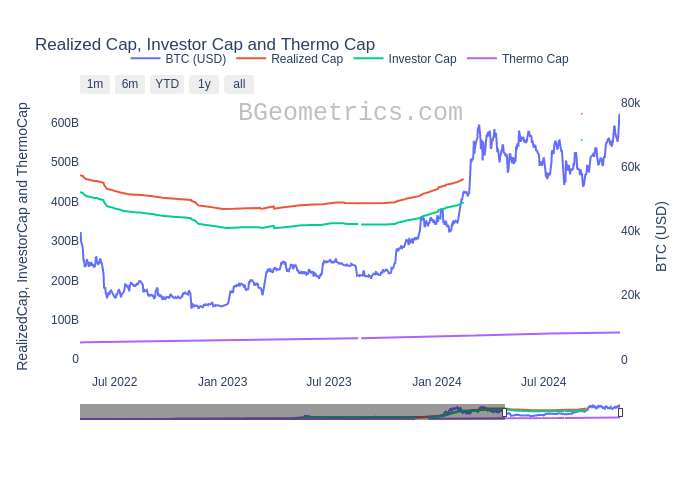 Realized Cap, Investor Cap and Thermo Cap
BTC (USD) Realized Cap Investor Cap Thermo Cap
1m 6m YTD 1y all
BGeometrics.com
600B
500B
400B
300B
200B
100B
0
80k
60k
40k
20k
0
RealizedCap, InvestorCap and ThermoCap
BTC (USD)
Jul 2022 Jan 2023 Jul 2023 Jan 2024 Jul 2024